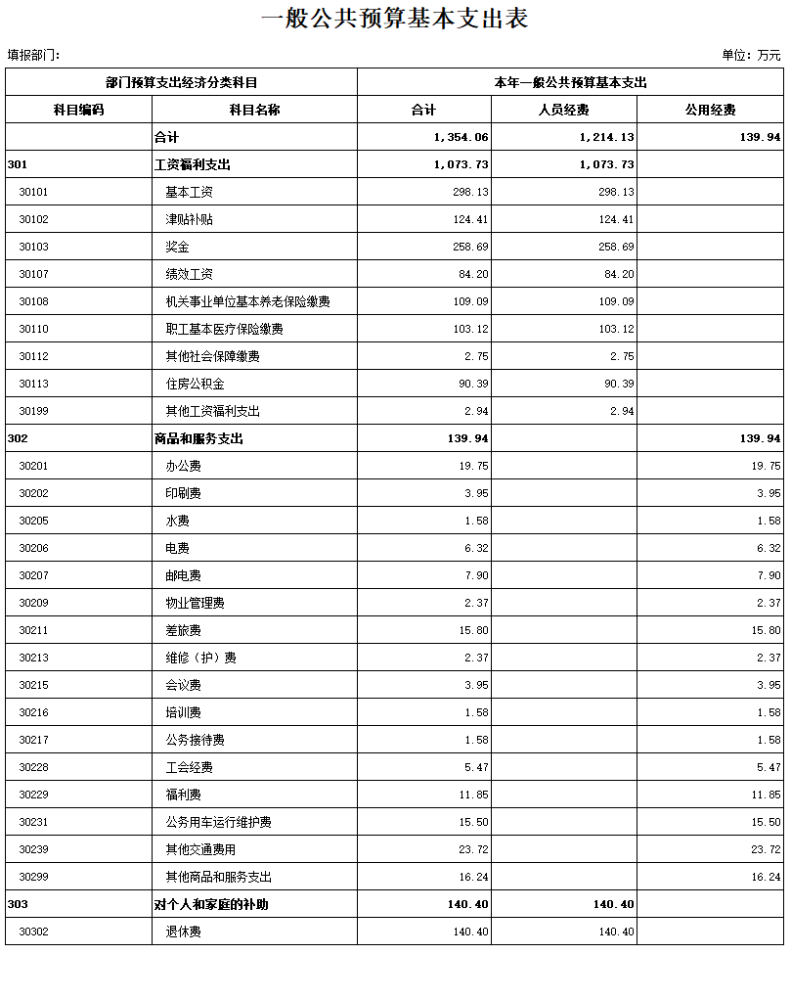 一般公共预算基本支出表
填报部门: 单位: 万元
部门预算支出经济分类科目 本年一般公共预算基本支出
科目编码 科目名称 合计 人员经费 公用经费
合计 1,354.06 1,214.13 139.94
301 工资福利支出 1,073.73 1,073.73
30101 基本工资 298.13 298.13
30102 津贴补贴 124.41 124.41
30103 奖金 258.69 258.69
30107 绩效工资 84.20 84.20
30108 机关事业单位基本养老保险缴费 109.09 109.09
30110 职工基本医疗保险缴费 103.12 103.12
30112 其他社会保障缴费 2.75 2.75
30113 住房公积金 90.39 90.39
30199 其他工资福利支出 2.94 2.94
302 商品和服务支出 139.94 139.94
30201 办公费 19.75 19.75
30202 印刷费 3.95 3.95
30205 水费 1.58 1.58
30206 电费 6.32 6.32
30207 邮电费 7.90 7.90
30209 物业管理费 2.37 2.37
30211 差旅费 15.80 15.80
30213 维修（护）费 2.37 2.37
30215 会议费 3.95 3.95
30216 培训费 1.58 1.58
30217 公务接待费 1.58 1.58
30228 工会经费 5.47 5.47
30229 福利费 11.85 11.85
30231 公务用车运行维护费 15.50 15.50
30239 其他交通费用 23.72 23.72
30299 其他商品和服务支出 16.24 16.24
303 对个人和家庭的补助 140.40 140.40
30302 退休费 140.40 140.40